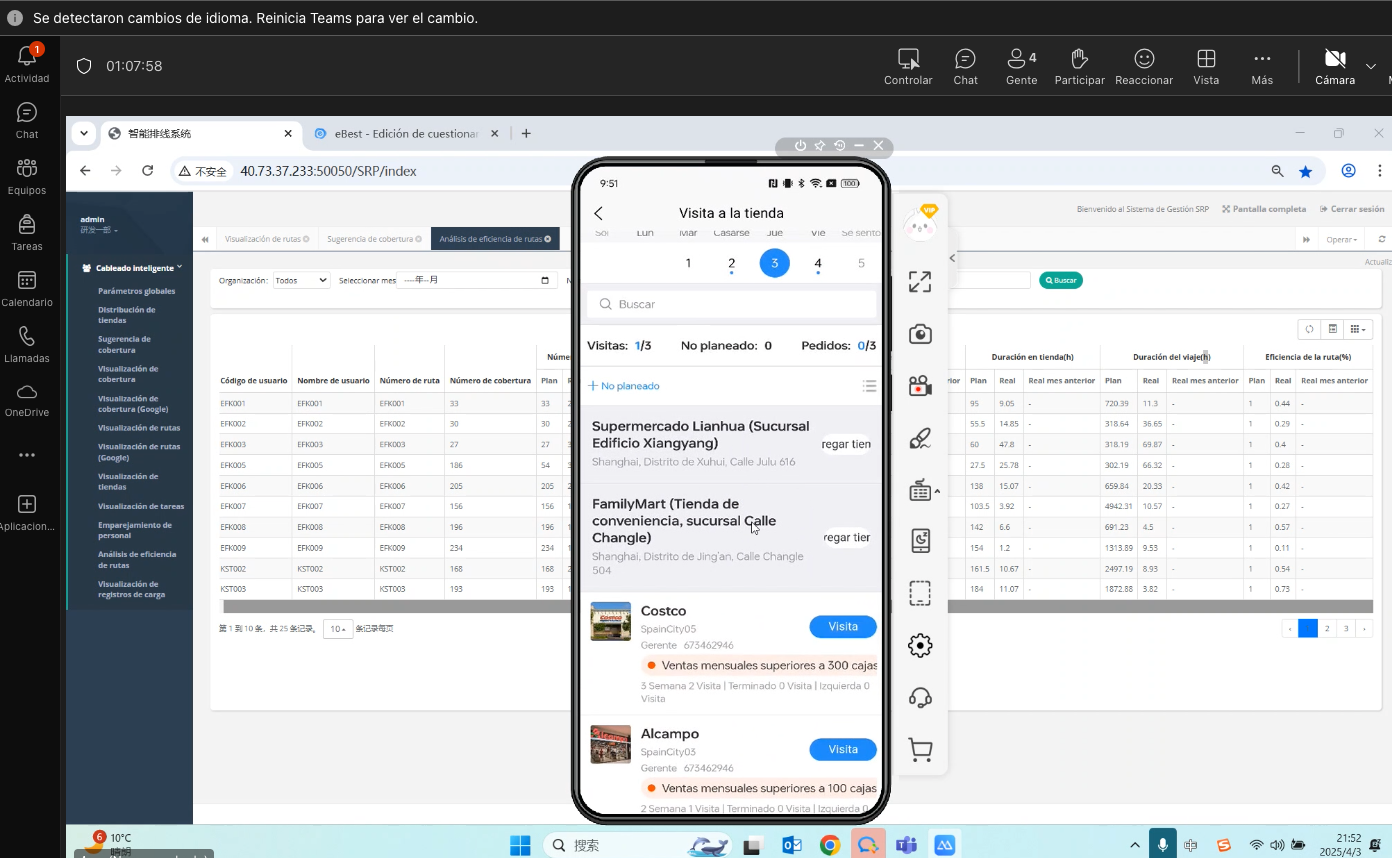 Se detectaron cambios de idioma. Reinicia Teams para ver el cambio.
1
Actividad
Chat
Equipos
Tareas
Calendario
Llamadas
OneDrive
Aplicacion...
01:07:58
Controlar
Chat
4
Gente
Participar
Reaccionar
Vista
Más
Cámara
智能排线系统
eBest - Edición de cuestionar
不安全
40.73.37.233:50050/SRP/index
admin
研发一部
Bienvenido al Sistema de Gestión SRP
Pantalla completa
Cerrar sesión
Visualización de rutas
Sugerencia de cobertura
Análisis de eficiencia de rutas
Operar
Actualiz
Cableado Inteligente
Parámetros globales
Distribución de
tiendas
Sugerencia de
cobertura
Visualización de
cobertura
Visualización de
cobertura (Google)
Visualización de rutas
Visualización de rutas
(Google)
Visualización de
tiendas
Visualización de tareas
Emparejamiento de
personal
Análisis de eficiencia
de rutas
Visualización de
registros de carga
Organización: Todos Seleccionar mes ----年--月 N
Buscar
Núme Duración en tienda(h) Duración del viaje(h) Eficiencia de la ruta(%)
Código de usuario Nombre de usuario Número de ruta Número de cobertura Plan R rior Plan Real Real mes anterior Plan Real Real mes anterior Plan Real Real mes anterior
EFK001 EFK001 EFK001 33 33 2 95 9.05 - 720.39 11.3 - 1 0.44 -
EFK002 EFK002 EFK002 30 30 2 55.5 14.85 - 318.64 36.65 - 1 0.29 -
EFK003 EFK003 EFK003 27 27 3 60 47.8 - 318.19 69.87 - 1 0.4 -
EFK005 EFK005 EFK005 186 54 3 27.5 25.78 - 302.19 66.32 - 1 0.28 -
EFK006 EFK006 EFK006 205 205 2 138 15.07 - 659.84 20.33 - 1 0.42 -
EFK007 EFK007 EFK007 156 156 1 103.5 3.92 - 4942.31 10.57 - 1 0.27 -
EFK008 EFK008 EFK008 196 196 1 142 6.6 - 691.23 4.5 - 1 0.57 -
EFK009 EFK009 EFK009 234 234 1 154 1.2 - 1313.89 9.53 - 1 0.11 -
KST002 KST002 KST002 168 168 2 161.5 10.67 - 2497.19 8.93 - 1 0.54 -
KST003 KST003 KST003 193 193 1 184 11.07 - 1872.88 3.82 - 1 0.73 -
第 1 到 10 条，共 25 条记录。 10 条记录每页
‹ 2 3 ›
9:51
100
Visita a la tienda
Sol Lun Mar Casarse Jue Vie Se sentó
1 2 3 4 5
Buscar
Visitas: 1/3 No planeado: 0 Pedidos: 0/3
+ No planeado
Supermercado Lianhua (Sucursal
Edificio Xiangyang)
regar tien
Shanghai, Distrito de Xuhui, Calle Julu 616
FamilyMart (Tienda de
conveniencia, sucursal Calle
Changle)
regar tier
Shanghai, Distrito de Jing'an, Calle Changle
504
Costco
SpainCity05
Visita
Gerente 673462946
Ventas mensuales superiores a 300 cajas
3 Semana 2 Visita | Terminado 0 Visita | Izquierda 0
Visita
Alcampo
SpainCity03
Visita
Gerente 673462946
Ventas mensuales superiores a 100 cajas
2 Semana 1 Visita | Terminado 0 Visita | Izquierda 0
VIP
6
10°C
晴朗
搜索
中
21:52
2025/4/3